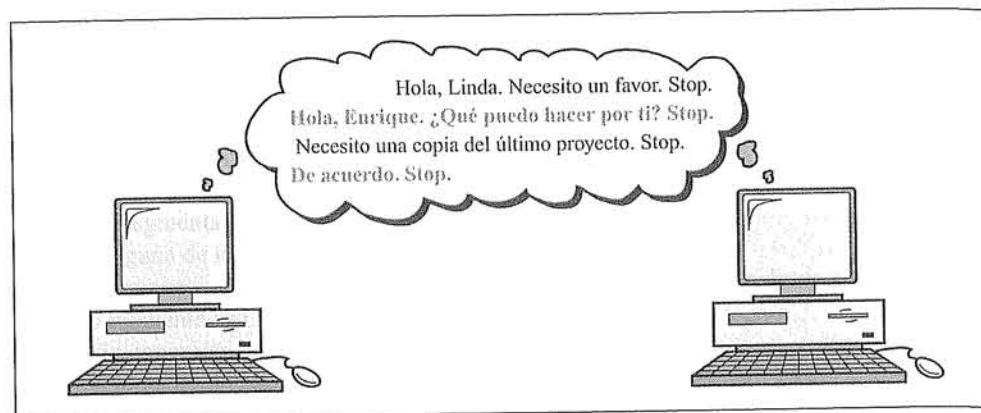 Hola, Linda. Necesito un favor. Stop.
Hola, Enrique. ¿Qué puedo hacer por ti? Stop.
Necesito una copia del último proyecto. Stop.
De acuerdo. Stop.